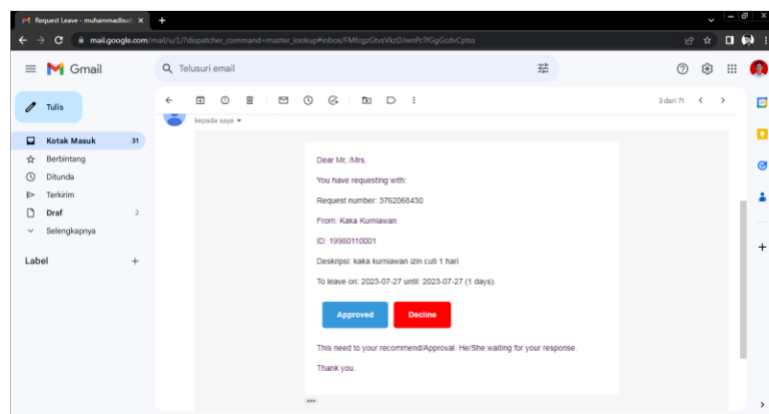 Request Leave - muhammadbud
mail.google.com/mail/u/1/?dispatcher_command=master_lookup#inbox/
Gmail
Telusuri email
Tulis
3 dari 71
kepada saya
Kotak Masuk 31
Berbintang
Ditunda
Terkirim
Draf 2
Selengkapnya
Label
Dear Mr, /Mrs,
You have requesting with:
Request number: 3762068430
From: Kaka Kurniawan
ID: 19980110001
Deskripsi: kaka kurniawan izin cuti 1 hari
To leave on: 2023-07-27 until: 2023-07-27 (1 days).
Approved Decline
This need to your recommend/Approval. He/She waiting for your response.
Thank you.